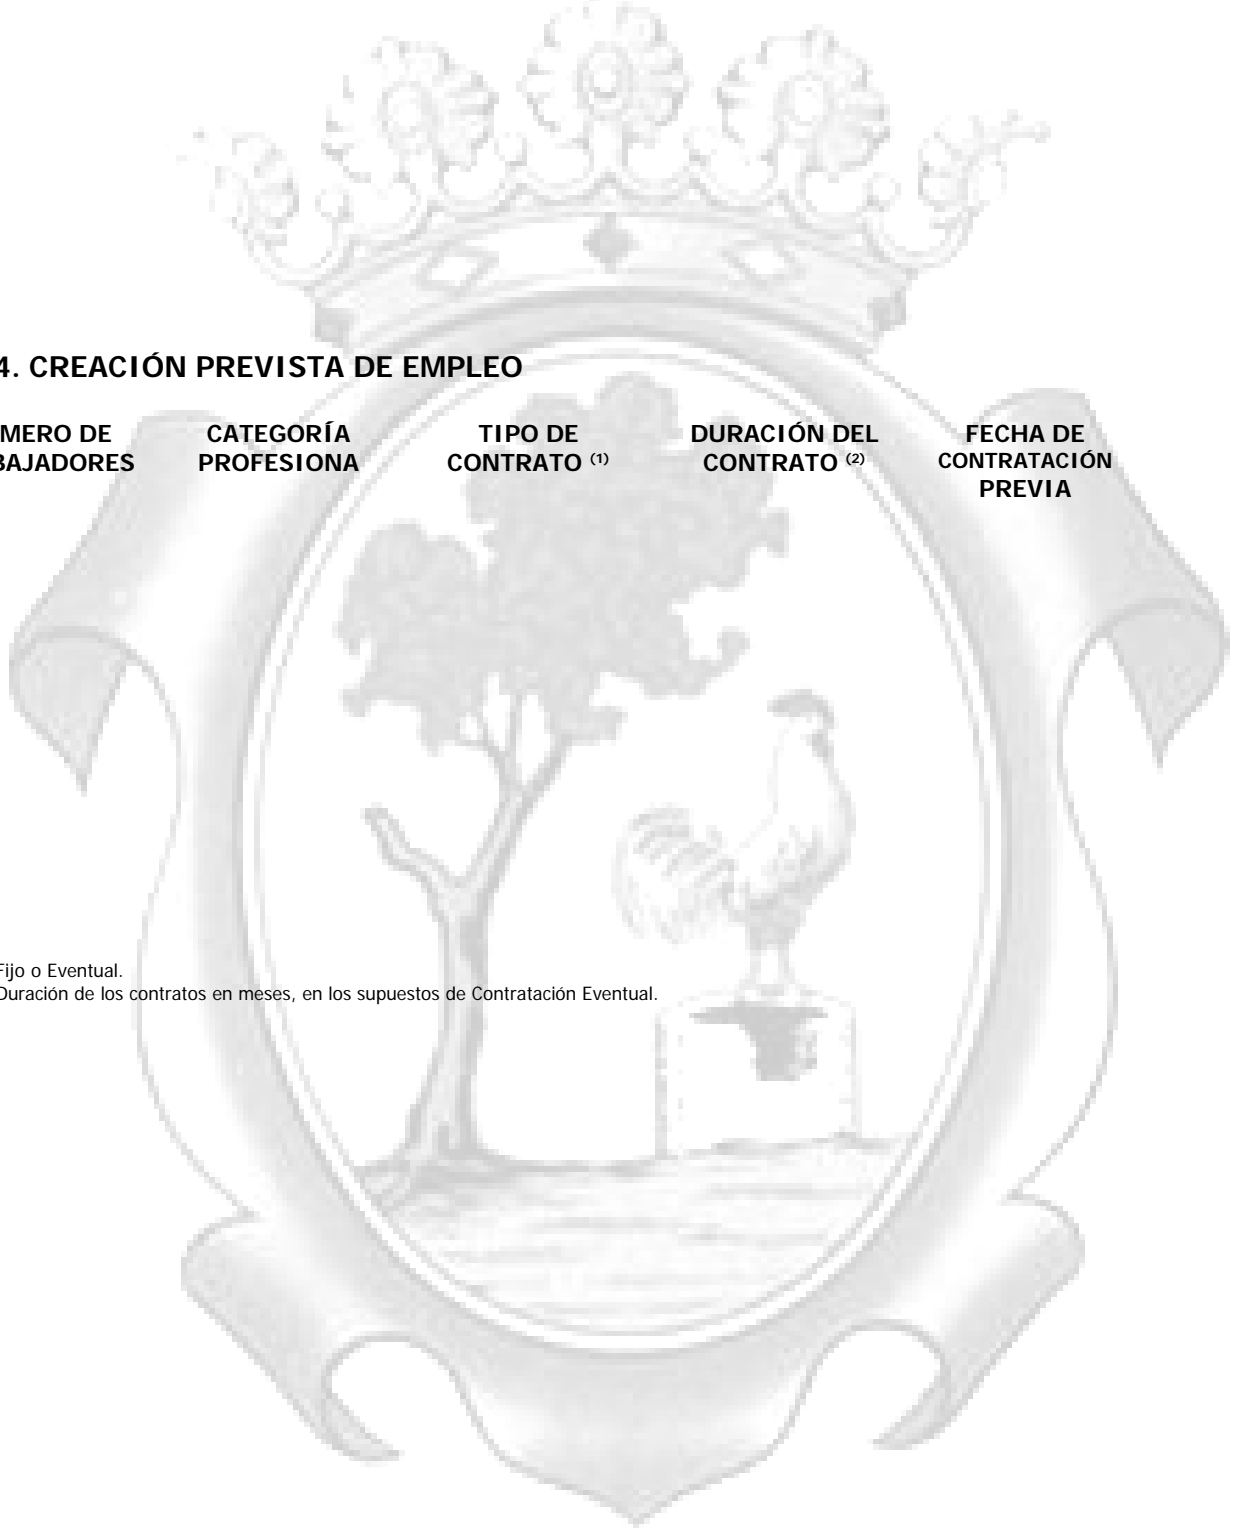 4. CREACIÓN PREVISTA DE EMPLEO
MERO DE CATEGORÍA TIPO DE DURACIÓN DEL FECHA DE
BAJADORES PROFESIONA CONTRATO (1) CONTRATO (2) CONTRATACIÓN
PREVIA
Fijo o Eventual.
Duración de los contratos en meses, en los supuestos de Contratación Eventual.